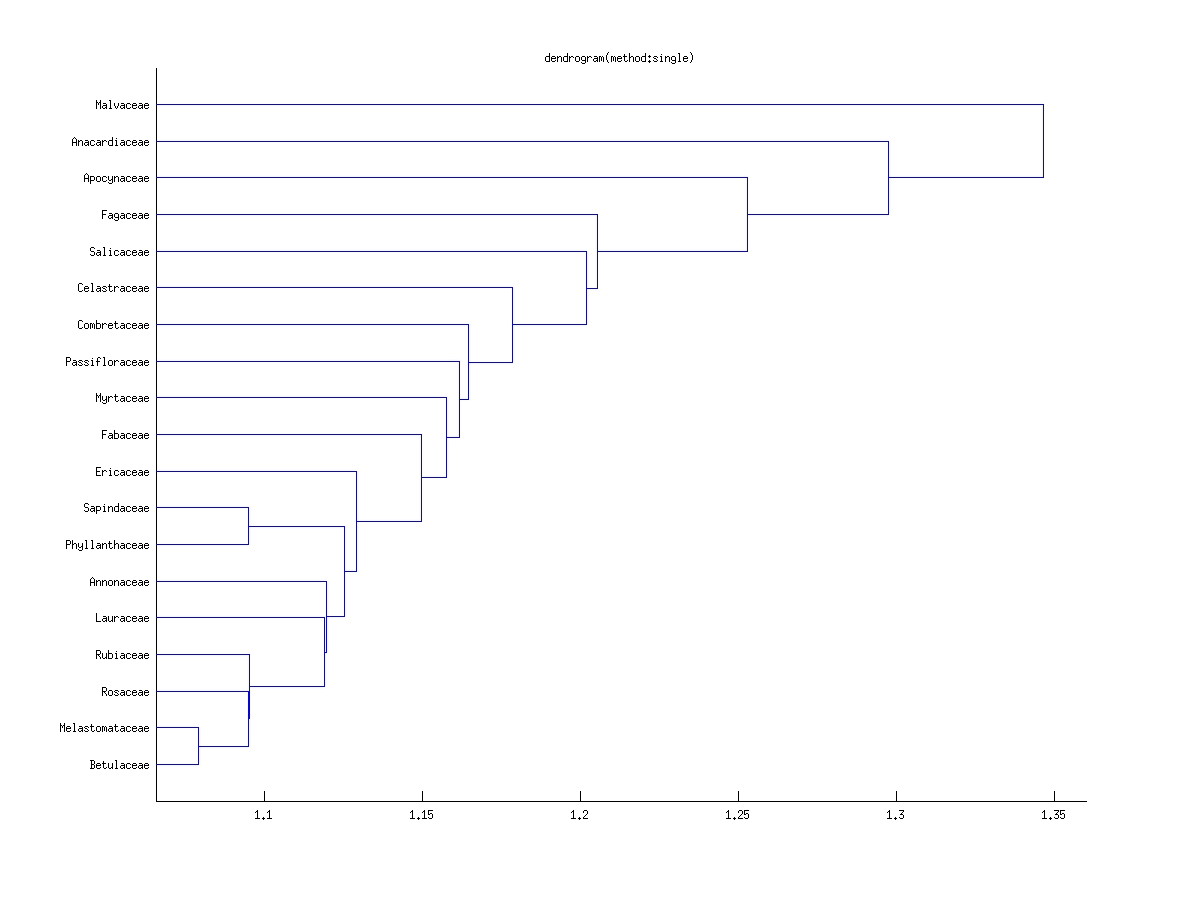 dendrogram(method:single)
Malvaceae
Anacardiaceae
Apocynaceae
Fagaceae
Salicaceae
Celastraceae
Combretaceae
Passifloraceae
Myrtaceae
Fabaceae
Ericaceae
Sapindaceae
Phyllanthaceae
Annonaceae
Lauraceae
Rubiaceae
Rosaceae
Melastomataceae
Betulaceae
1.1 1.15 1.2 1.25 1.3 1.35